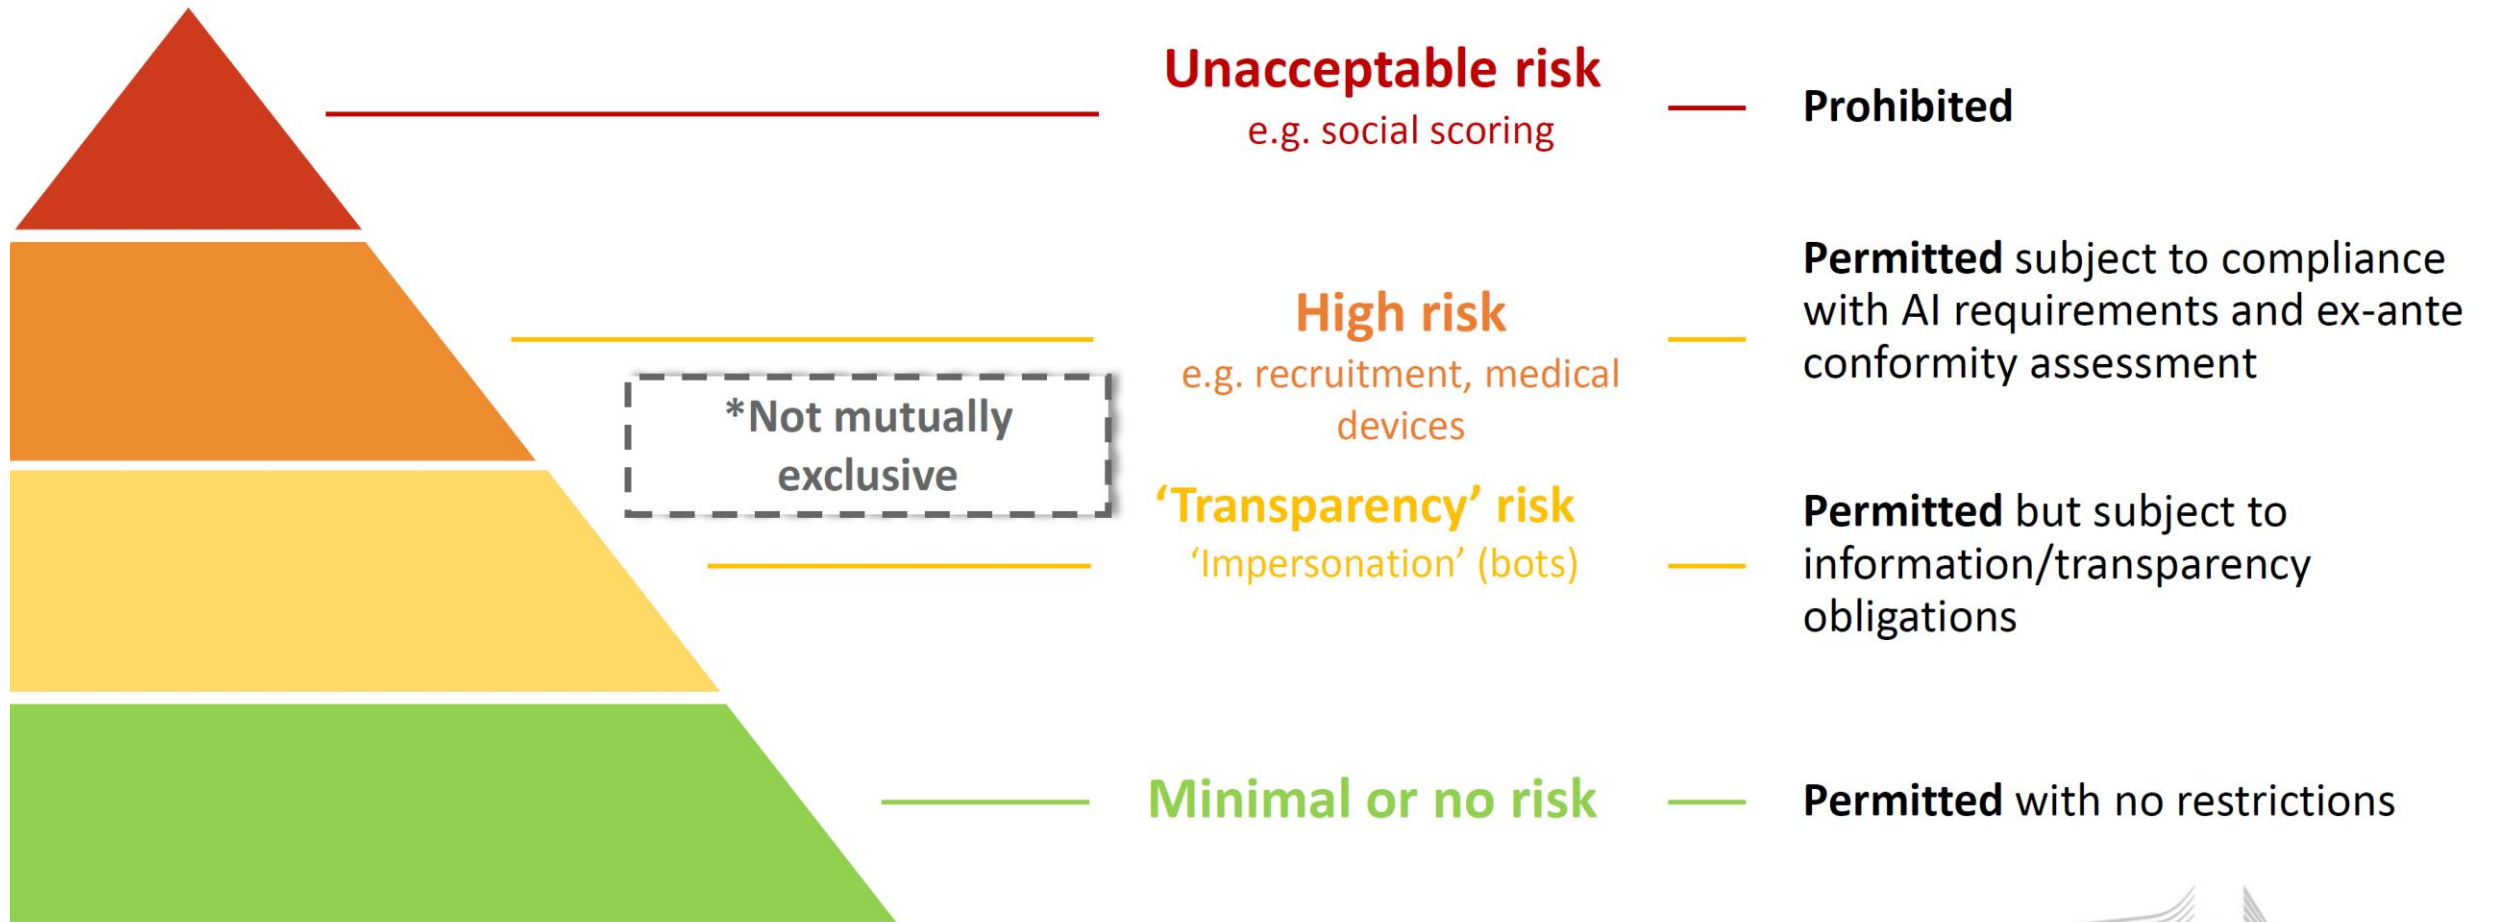 Unacceptable risk
e.g. social scoring
Prohibited
High risk
e.g. recruitment, medical
devices
Permitted subject to compliance
with AI requirements and ex-ante
conformity assessment
*Not mutually
exclusive
‘Transparency’ risk
‘Impersonation’ (bots)
Permitted but subject to
information/transparency
obligations
Minimal or no risk
Permitted with no restrictions